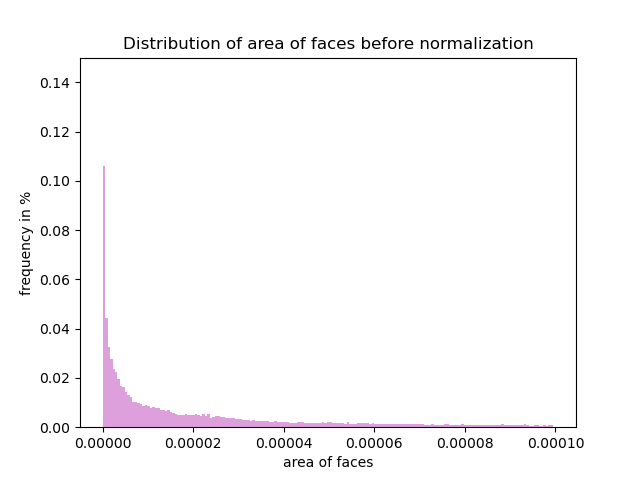 Distribution of area of faces before normalization
0.14
0.12
0.10
0.08
0.06
0.04
0.02
0.00
frequency in %
0.00000 0.00002 0.00004 0.00006 0.00008 0.00010
area of faces